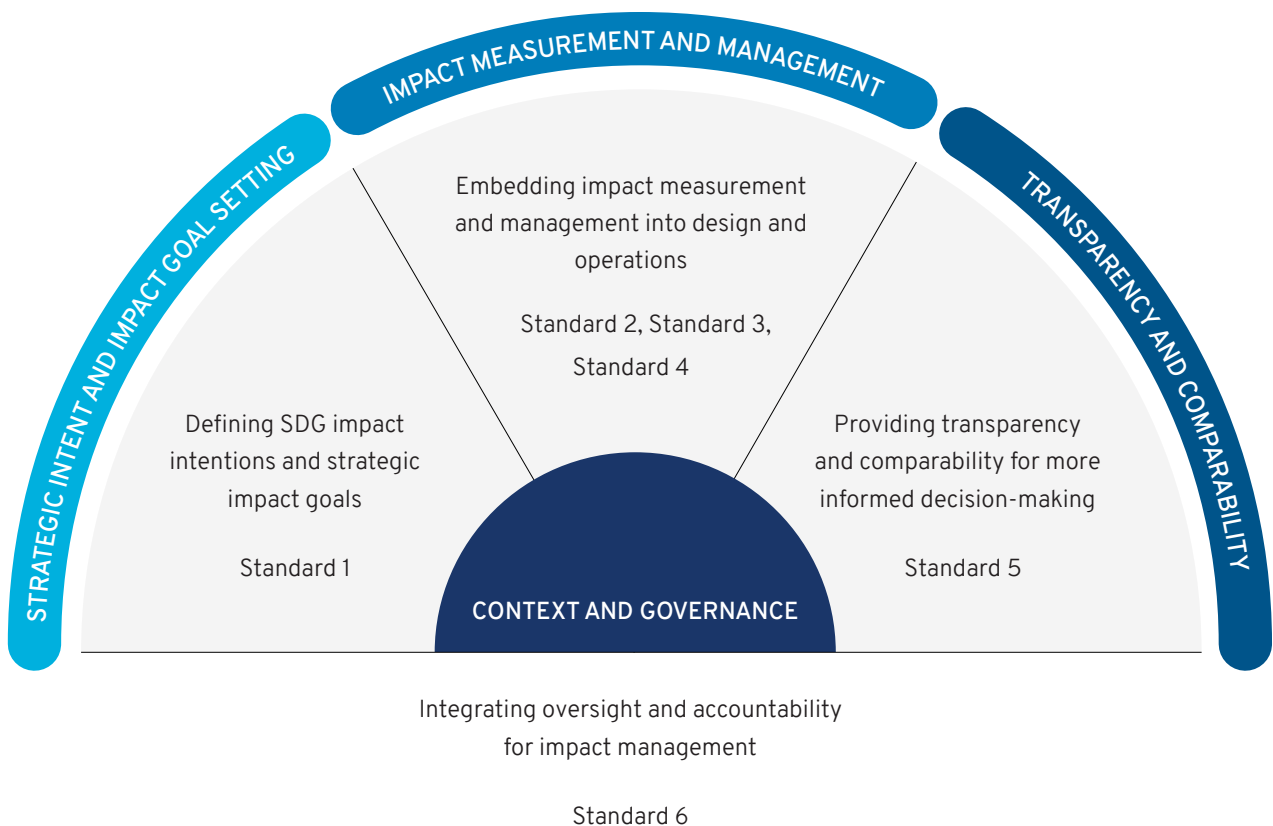 STRATEGIC INTENT AND IMPACT GOAL SETTING
IMPACT MEASUREMENT AND MANAGEMENT
TRANSPARENCY AND COMPARABILITY
Embedding impact measurement
and management into design and
operations
Standard 2, Standard 3,
Standard 4
Defining SDG impact
intentions and strategic
impact goals
Standard 1
Providing transparency
and comparability for more
informed decision-making
Standard 5
CONTEXT AND GOVERNANCE
Integrating oversight and accountability
for impact management
Standard 6